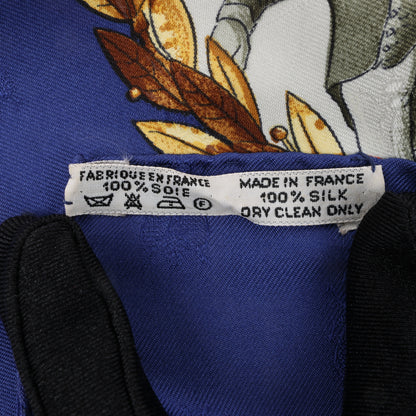 FABRIQUE EN FRANCE
100% SOIE
F
MADE IN FRANCE
100% SILK
DRY CLEAN ONLY